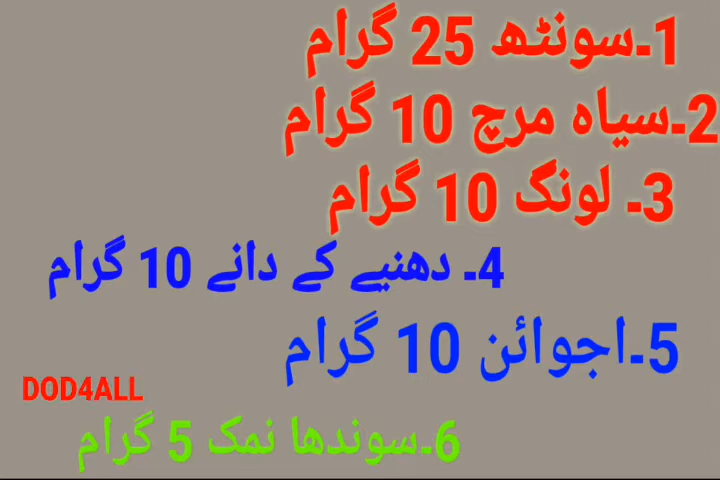 1۔سونٹھ 25 گرام
2۔سیاہ مرچ 10 گرام
3۔ لونگ 10 گرام
4۔ دھنیے کے دانے 10 گرام
5۔اجوائن 10 گرام
DOD4ALL
6۔سوندھا نمک 5 گرام